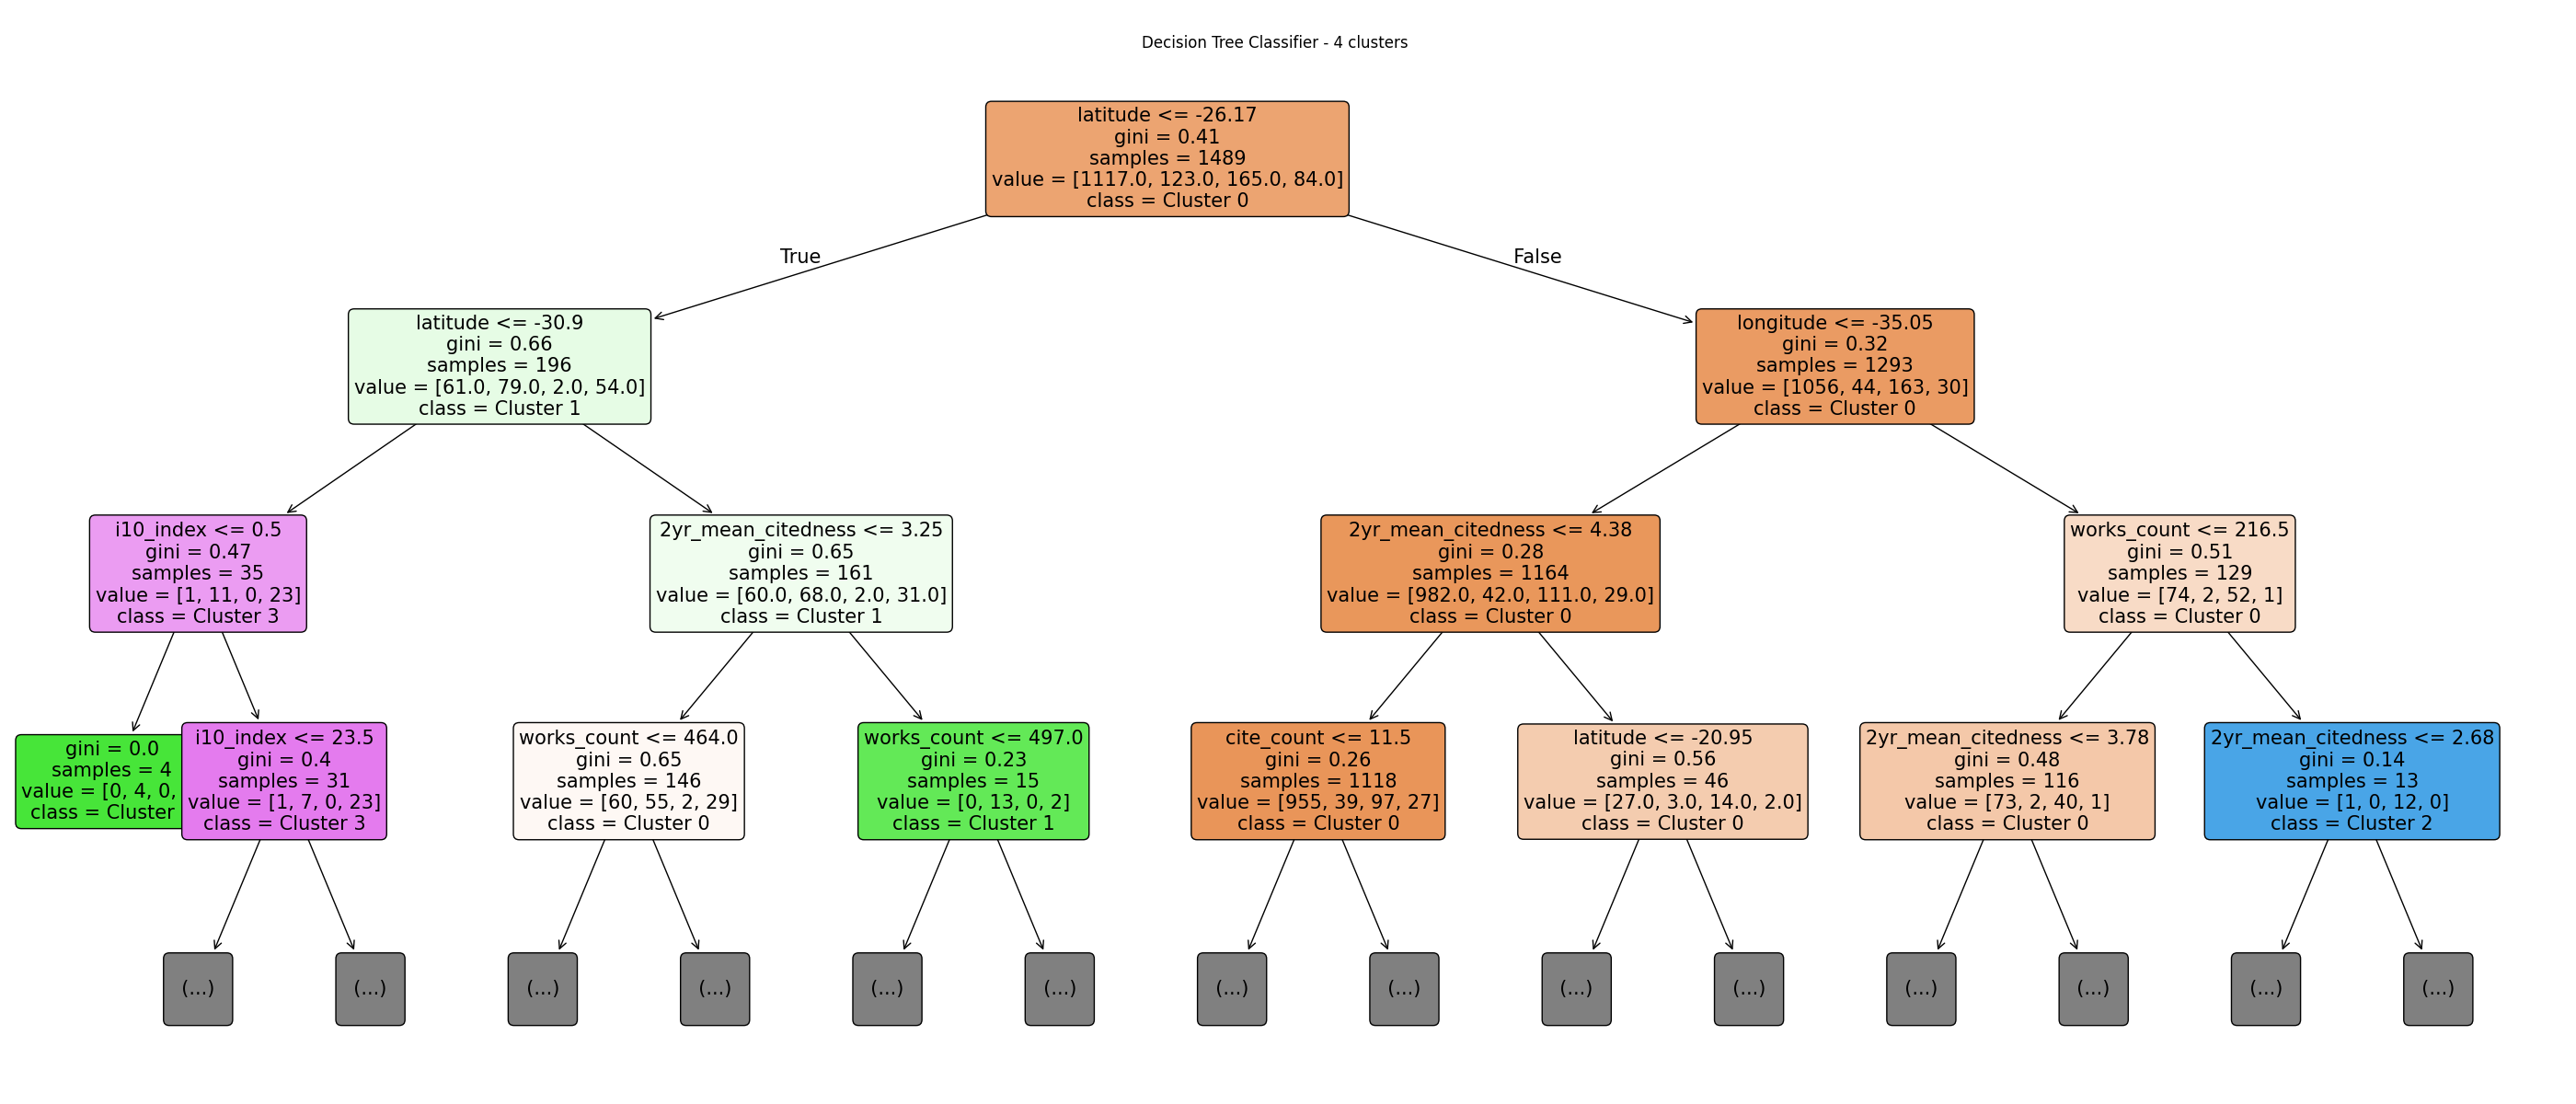 Decision Tree Classifier - 4 clusters
latitude <= -26.17
gini = 0.41
samples = 1489
value = [1117.0, 123.0, 165.0, 84.0]
class = Cluster 0
True
False
latitude <= -30.9
gini = 0.66
samples = 196
value = [61.0, 79.0, 2.0, 54.0]
class = Cluster 1
longitude <= -35.05
gini = 0.32
samples = 1293
value = [1056, 44, 163, 30]
class = Cluster 0
i10_index <= 0.5
gini = 0.47
samples = 35
value = [1, 11, 0, 23]
class = Cluster 3
2yr_mean_citedness <= 3.25
gini = 0.65
samples = 161
value = [60.0, 68.0, 2.0, 31.0]
class = Cluster 1
2yr_mean_citedness <= 4.38
gini = 0.28
samples = 1164
value = [982.0, 42.0, 111.0, 29.0]
class = Cluster 0
works_count <= 216.5
gini = 0.51
samples = 129
value = [74, 2, 52, 1]
class = Cluster 0
gini = 0.0
samples = 4
value = [0, 4, 0,
class = Cluster
i10_index <= 23.5
gini = 0.4
samples = 31
value = [1, 7, 0, 23]
class = Cluster 3
works_count <= 464.0
gini = 0.65
samples = 146
value = [60, 55, 2, 29]
class = Cluster 0
works_count <= 497.0
gini = 0.23
samples = 15
value = [0, 13, 0, 2]
class = Cluster 1
cite_count <= 11.5
gini = 0.26
samples = 1118
value = [955, 39, 97, 27]
class = Cluster 0
latitude <= -20.95
gini = 0.56
samples = 46
value = [27.0, 3.0, 14.0, 2.0]
class = Cluster 0
2yr_mean_citedness <= 3.78
gini = 0.48
samples = 116
value = [73, 2, 40, 1]
class = Cluster 0
2yr_mean_citedness <= 2.68
gini = 0.14
samples = 13
value = [1, 0, 12, 0]
class = Cluster 2
(...)
(...)
(...)
(...)
(...)
(...)
(...)
(...)
(...)
(...)
(...)
(...)
(...)
(...)